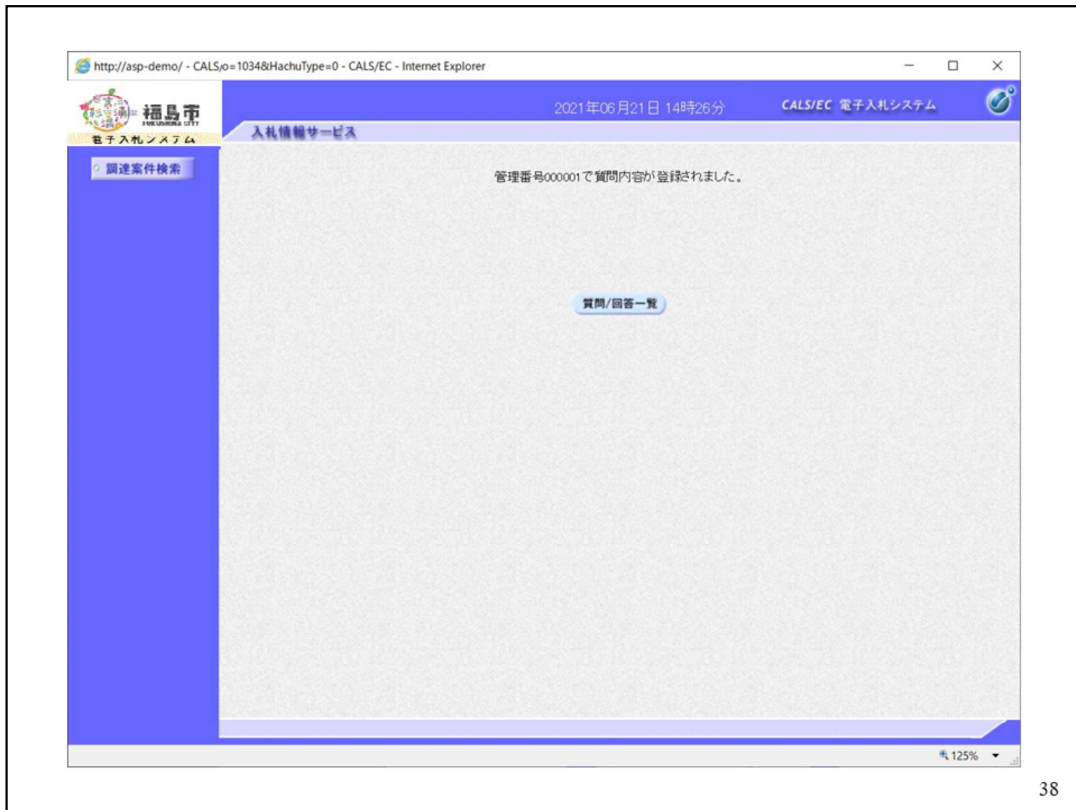 http://asp-demo/ - CALS/o=1034&HachuType=0 - CALS/EC - Internet Explorer
福島市
FUKUSHIMA CITY
電子入札システム
2021年06月21日 14時26分
CALS/EC 電子入札システム
入札情報サービス
調達案件検索
管理番号000001で質問内容が登録されました。
質問/回答一覧
125%
38